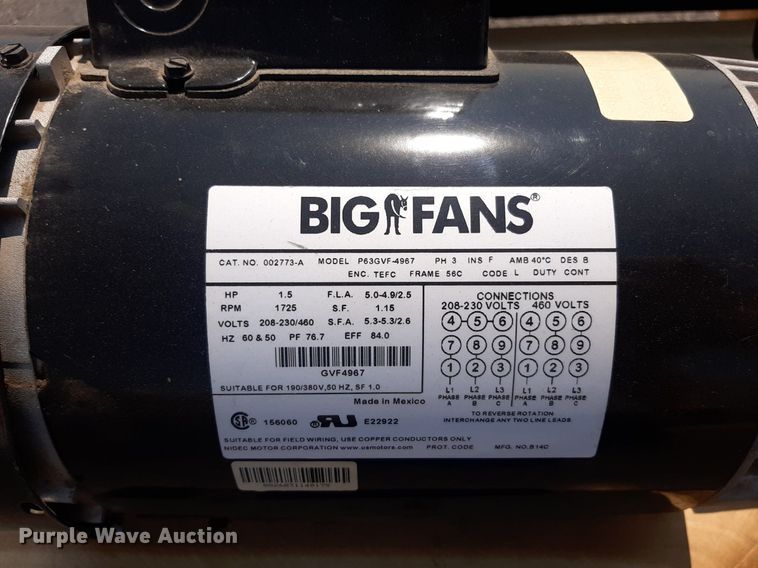 BIG FANS®
CAT. NO. 002773-A MODEL P63GVF-4967 PH 3 INS F AMB 40°C DES B
ENC. TEFC FRAME 56C CODE L DUTY CONT
HP 1.5 F.L.A. 5.0-4.9/2.5
RPM 1725 S.F. 1.15
VOLTS 208-230/460 S.F.A. 5.3-5.3/2.6
HZ 60 & 50 PF 76.7 EFF 84.0
GVF4967
SUITABLE FOR 190/380V,50 HZ, SF 1.0
CONNECTIONS
208-230 VOLTS 460 VOLTS
4 5 6 4 5 6
7 8 9 7 8 9
1 2 3 1 2 3
L1 L2 L3 L1 L2 L3
PHASE PHASE PHASE PHASE PHASE PHASE
A B C A B C
Made in Mexico
TO REVERSE ROTATION
INTERCHANGE ANY TWO LINE LEADS
SA 156060 RU E22922
SUITABLE FOR FIELD WIRING, USE COPPER CONDUCTORS ONLY
NIDEC MOTOR CORPORATION www.usmotors.com PROT. CODE MFG. NO.B14C
Purple Wave Auction